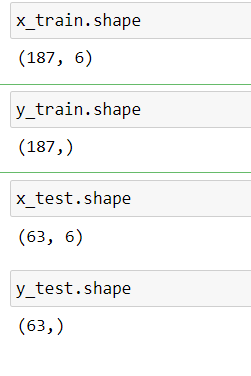 x_train.shape
(187, 6)
y_train.shape
(187,)
x_test.shape
(63, 6)
y_test.shape
(63,)